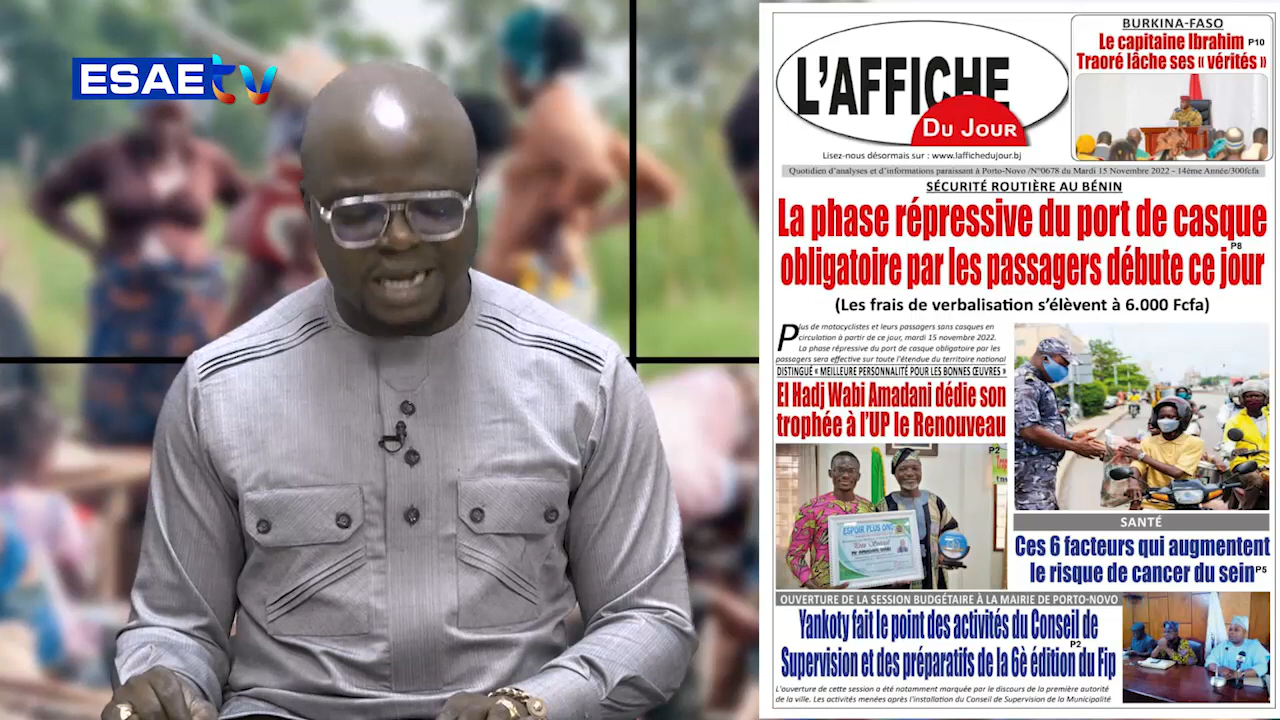 ESAE tv
BURKINA-FASO
Le capitaine Ibrahim P10
Traoré lâche ses « vérités »
L'AFFICHE
DU JOUR
Lisez-nous désormais sur : www.laffichedujour.bj
Quotidien d'analyses et d'informations paraissant à Porto-Novo /N°0678 du Mardi 15 Novembre 2022 - 14ème Année/300fcfa
SÉCURITÉ ROUTIÈRE AU BÉNIN
La phase répressive du port de casque
obligatoire par les passagers débute ce jour
P8
(Les frais de verbalisation s'élèvent à 6.000 Fcfa)
Plus de motocyclistes et leurs passagers sans casques en
circulation à partir de ce jour, mardi 15 novembre 2022.
La phase répressive du port de casque obligatoire par les
passagers sera effective sur toute l'étendue du territoire national
DISTINGUÉ « MEILLEURE PERSONNALITÉ POUR LES BONNES ŒUVRES »
El Hadj Wabi Amadani dédie son
trophée à l'UP le Renouveau
P2
ESPOIR PLUS ONG
SANTÉ
Ces 6 facteurs qui augmentent
le risque de cancer du sein P5
OUVERTURE DE LA SESSION BUDGÉTAIRE À LA MAIRIE DE PORTO-NOVO
Yankoty fait le point des activités du Conseil de
P2
Supervision et des préparatifs de la 6è édition du Fip
L'ouverture de cette session a été notamment marquée par le discours de la première autorité
de la ville. Les activités menées après l'installation du Conseil de Supervision de la Municipalité